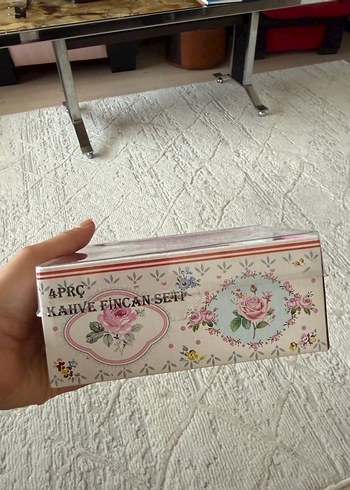 4PRÇ
KAHVE FİNCAN SETİ